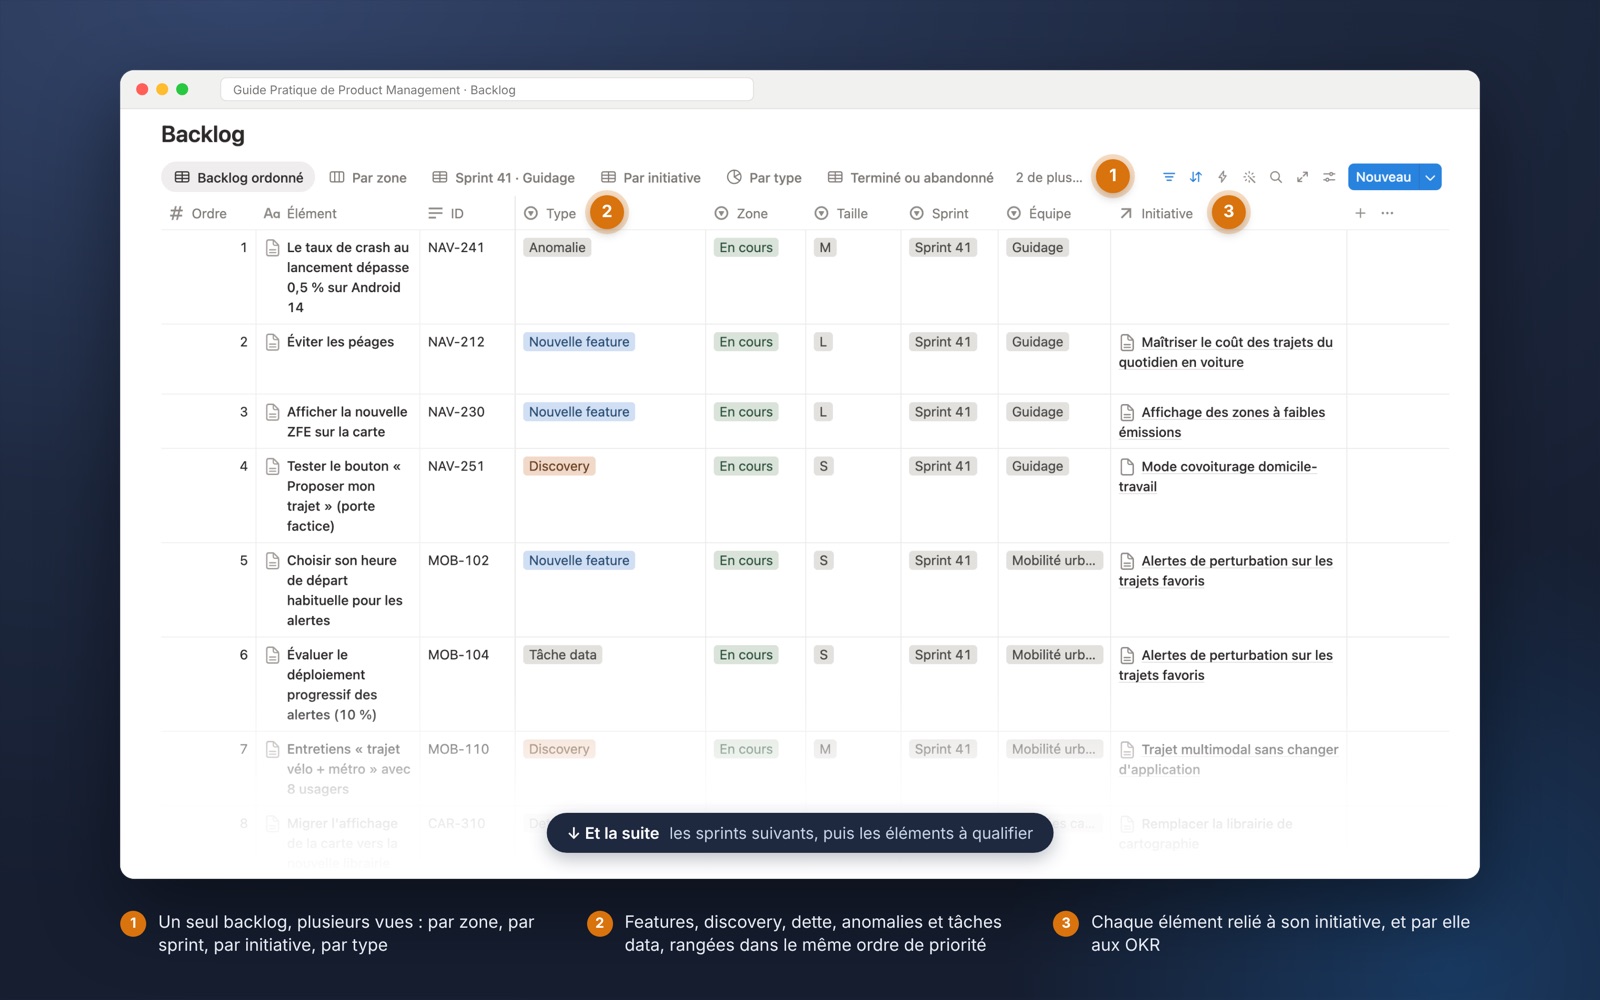 Guide Pratique de Product Management · Backlog
Backlog
Backlog ordonné
Par zone
Sprint 41 · Guidage
Par initiative
Par type
Terminé ou abandonné
2 de plus...
1
Nouveau
# Ordre
Aa Élément
ID
Type
2
Zone
Taille
Sprint
Équipe
Initiative
3
1
Le taux de crash au
lancement dépasse
0,5 % sur Android
14
NAV-241
Anomalie
En cours
M
Sprint 41
Guidage
2
Éviter les péages
NAV-212
Nouvelle feature
En cours
L
Sprint 41
Guidage
Maîtriser le coût des trajets du
quotidien en voiture
3
Afficher la nouvelle
ZFE sur la carte
NAV-230
Nouvelle feature
En cours
L
Sprint 41
Guidage
Affichage des zones à faibles
émissions
4
Tester le bouton «
Proposer mon
trajet » (porte
factice)
NAV-251
Discovery
En cours
S
Sprint 41
Guidage
Mode covoiturage domicile-
travail
5
Choisir son heure
de départ
habituelle pour les
alertes
MOB-102
Nouvelle feature
En cours
S
Sprint 41
Mobilité urb...
Alertes de perturbation sur les
trajets favoris
6
Évaluer le
déploiement
progressif des
alertes (10 %)
MOB-104
Tâche data
En cours
S
Sprint 41
Mobilité urb...
Alertes de perturbation sur les
trajets favoris
7
Entretiens « trajet
vélo + métro » avec
8 usagers
MOB-110
Discovery
En cours
M
Sprint 41
Mobilité urb...
Trajet multimodal sans changer
d'application
8
Migrer l'affichage
de la carte vers la
nouvelle librairie
CAR-310
Remplacer la librairie de
cartographie
↓ Et la suite les sprints suivants, puis les éléments à qualifier
1
Un seul backlog, plusieurs vues : par zone, par
sprint, par initiative, par type
2
Features, discovery, dette, anomalies et tâches
data, rangées dans le même ordre de priorité
3
Chaque élément relié à son initiative, et par elle
aux OKR